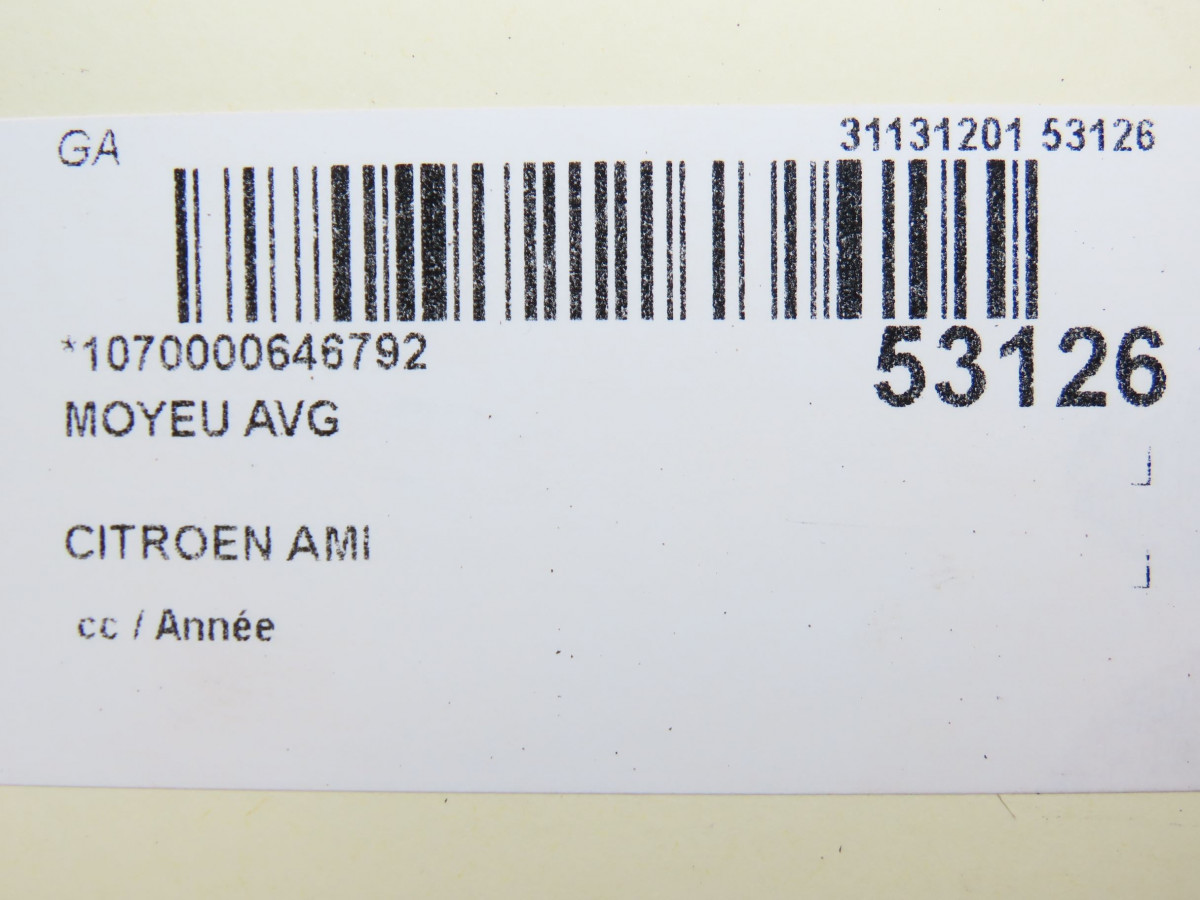 GA
31131201 53126
*1070000646792
53126
MOYEU AVG
CITROEN AMI
cc / Année